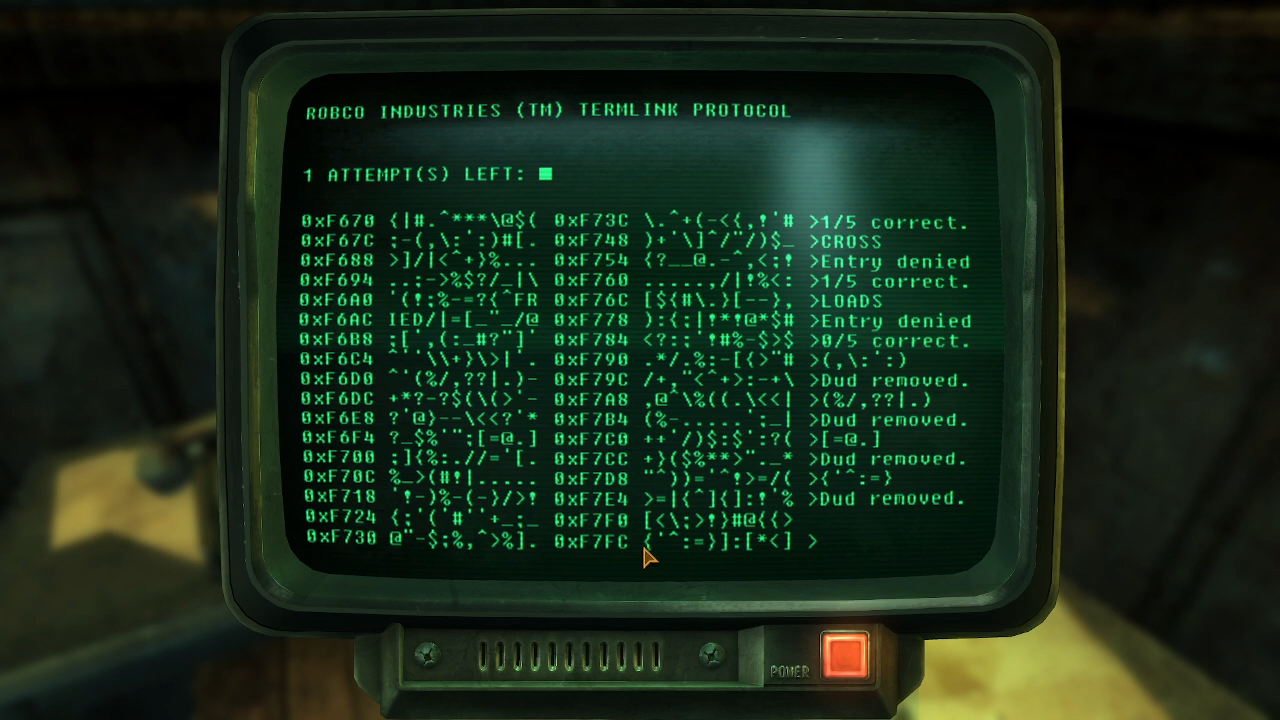 ROBCO INDUSTRIES (TM) TERMLINK PROTOCOL
1 ATTEMPT(S) LEFT: █
0xF670 {|#.^***\@$( 0xF73C \.^+(-<{,!'# >1/5 correct.
0xF67C ;-(,\:':)#[. 0xF748 )+'\]^/"/)$_ >CROSS
0xF688 >]/|<^+}%... 0xF754 {?__@.-^,<;! >Entry denied
0xF694 ..:->%$?/_|\ 0xF760 .....,/|!%<: >1/5 correct.
0xF6A0 '(!;%-=?{^FR 0xF76C [${#\.}[--}, >LOADS
0xF6AC IED/|=[_"_/@ 0xF778 ):{;|!*!@*$# >Entry denied
0xF6B8 ;[',(:_#?"]' 0xF784 <?:;'!#%-$>$ >0/5 correct.
0xF6C4 ^''\\+}\>|'. 0xF790 .*/.%:-[{>"# >(,\:':)
0xF6D0 ^'(%/,??|.)- 0xF79C /+,"<^+>:-+\ >Dud removed.
0xF6DC +*?-?$(\(>'- 0xF7A8 ,@^\%((.\<<| >(%/,??|.)
0xF6E8 ?'@}--\<<?'* 0xF7B4 (%-.....';_| >Dud removed.
0xF6F4 ?_$%'";[=@.] 0xF7C0 ++'/)$:$':?( >[=@.]
0xF700 :]{%:.//='[. 0xF7CC +}($%**>"._* >Dud removed.
0xF70C %_>(#!|..... 0xF7D8 "^))=^^!>=/( >{'^:=}
0xF718 '!-)%-(-}/>! 0xF7E4 >=|(^]{]:!'% >Dud removed.
0xF724 {;'('#''+_;_ 0xF7F0 [<\;>!}#@{{>
0xF730 @"-$;%,^>%]. 0xF7FC {'^:=}]:[*<] >
POWER